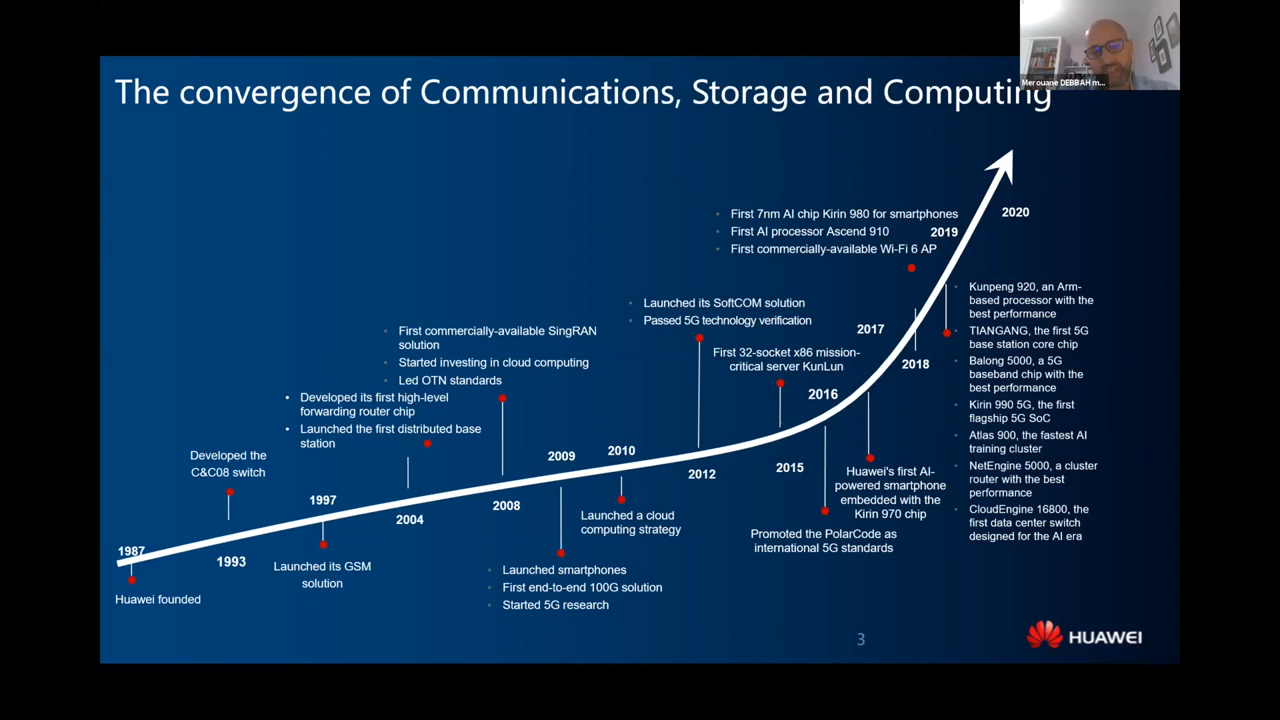 Merouane DEBBAH m...
The convergence of Communications, Storage and Computing
2020
• First 7nm AI chip Kirin 980 for smartphones
• First AI processor Ascend 910
• First commercially-available Wi-Fi 6 AP
2019
• Kunpeng 920, an Arm-
based processor with the
best performance
• TIANGANG, the first 5G
base station core chip
• Balong 5000, a 5G
baseband chip with the
best performance
• Kirin 990 5G, the first
flagship 5G SoC
• Atlas 900, the fastest AI
training cluster
• NetEngine 5000, a cluster
router with the best
performance
• CloudEngine 16800, the
first data center switch
designed for the AI era
• Launched its SoftCOM solution
• Passed 5G technology verification
2017
2018
First 32-socket x86 mission-
critical server KunLun
2016
• First commercially-available SingRAN
solution
• Started investing in cloud computing
• Led OTN standards
• Developed its first high-level
forwarding router chip
• Launched the first distributed base
station
Developed the
C&C08 switch
2009
2010
2012
2015
Huawei's first AI-
powered smartphone
embedded with the
Kirin 970 chip
1997
2004
2008
Launched a cloud
computing strategy
Promoted the PolarCode as
international 5G standards
1987
1993
Launched its GSM
solution
• Launched smartphones
• First end-to-end 100G solution
• Started 5G research
Huawei founded
3
HUAWEI